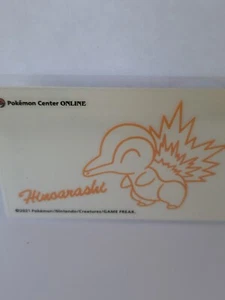 Pokémon Center ONLINE
Hinoarashi
©2021 Pokémon/Nintendo/Creatures/GAME FREAK.